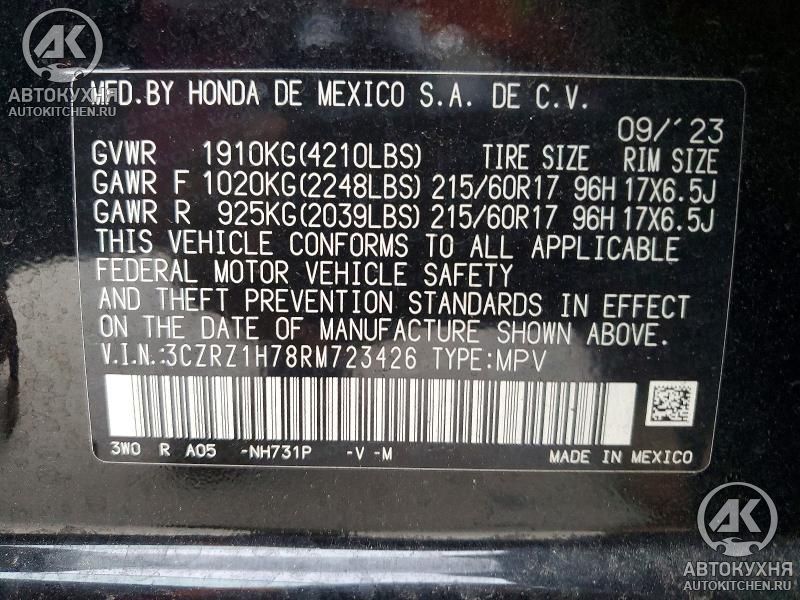 AK
АВТОКУХНЯ
AUTOKITCHEN.RU
MFD.BY HONDA DE MEXICO S.A. DE C.V.
09/'23
GVWR 1910KG(4210LBS) TIRE SIZE RIM SIZE
GAWR F 1020KG(2248LBS) 215/60R17 96H 17X6.5J
GAWR R 925KG(2039LBS) 215/60R17 96H 17X6.5J
THIS VEHICLE CONFORMS TO ALL APPLICABLE
FEDERAL MOTOR VEHICLE SAFETY
AND THEFT PREVENTION STANDARDS IN EFFECT
ON THE DATE OF MANUFACTURE SHOWN ABOVE.
V.I.N.:3CZRZ1H78RM723426 TYPE:MPV
3W0 R A05 -NH731P -V -M MADE IN MEXICO
AK
АВТОКУХНЯ
AUTOKITCHEN.RU